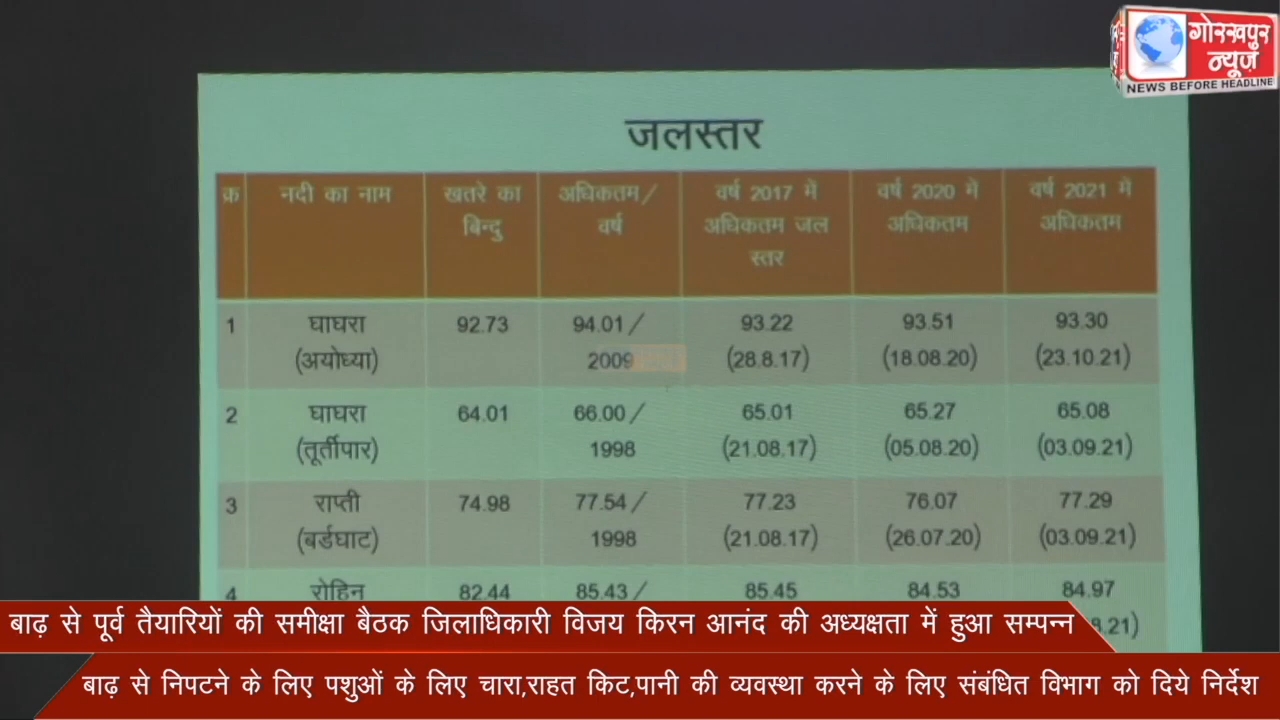 गोरखपुर
न्यूज़
NEWS BEFORE HEADLINE
जलस्तर
क्र नदी का नाम खतरे का बिन्दु अधिकतम/ वर्ष वर्ष 2017 में अधिकतम जल स्तर वर्ष 2020 में अधिकतम वर्ष 2021 में अधिकतम
1 घाघरा 92.73 94.01/ 93.22 93.51 93.30
(अयोध्या) 2009 (28.8.17) (18.08.20) (23.10.21)
2 घाघरा 64.01 66.00/ 65.01 65.27 65.08
(तूर्तीपार) 1998 (21.08.17) (05.08.20) (03.09.21)
3 राप्ती 74.98 77.54/ 77.23 76.07 77.29
(बर्डघाट) 1998 (21.08.17) (26.07.20) (03.09.21)
4 रोहिन 82.44 85.43/ 85.45 84.53 84.97
बाढ़ से पूर्व तैयारियों की समीक्षा बैठक जिलाधिकारी विजय किरन आनंद की अध्यक्षता में हुआ सम्पन्न
बाढ़ से निपटने के लिए पशुओं के लिए चारा,राहत किट,पानी की व्यवस्था करने के लिए संबंधित विभाग को दिये निर्देश